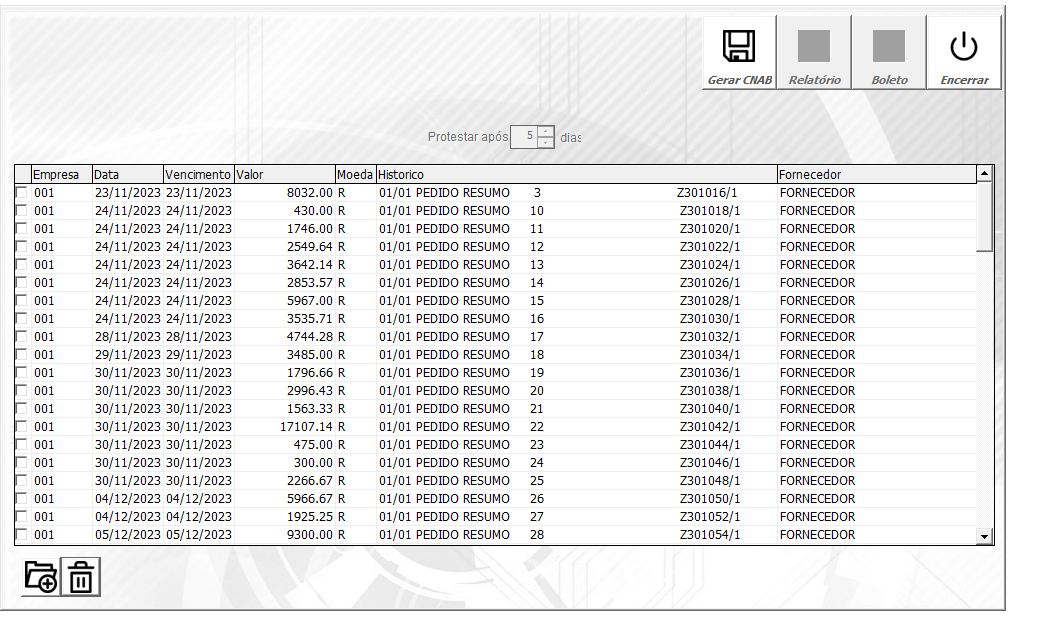 Gerar CNAB Relatório Boleto Encerrar
Protestar após 5 dias
Empresa Data Vencimento Valor Moeda Historico Fornecedor
001 23/11/2023 23/11/2023 8032.00 R 01/01 PEDIDO RESUMO 3 Z301016/1 FORNECEDOR
001 24/11/2023 24/11/2023 430.00 R 01/01 PEDIDO RESUMO 10 Z301018/1 FORNECEDOR
001 24/11/2023 24/11/2023 1746.00 R 01/01 PEDIDO RESUMO 11 Z301020/1 FORNECEDOR
001 24/11/2023 24/11/2023 2549.64 R 01/01 PEDIDO RESUMO 12 Z301022/1 FORNECEDOR
001 24/11/2023 24/11/2023 3642.14 R 01/01 PEDIDO RESUMO 13 Z301024/1 FORNECEDOR
001 24/11/2023 24/11/2023 2853.57 R 01/01 PEDIDO RESUMO 14 Z301026/1 FORNECEDOR
001 24/11/2023 24/11/2023 5967.00 R 01/01 PEDIDO RESUMO 15 Z301028/1 FORNECEDOR
001 24/11/2023 24/11/2023 3535.71 R 01/01 PEDIDO RESUMO 16 Z301030/1 FORNECEDOR
001 28/11/2023 28/11/2023 4744.28 R 01/01 PEDIDO RESUMO 17 Z301032/1 FORNECEDOR
001 29/11/2023 29/11/2023 3485.00 R 01/01 PEDIDO RESUMO 18 Z301034/1 FORNECEDOR
001 30/11/2023 30/11/2023 1796.66 R 01/01 PEDIDO RESUMO 19 Z301036/1 FORNECEDOR
001 30/11/2023 30/11/2023 2996.43 R 01/01 PEDIDO RESUMO 20 Z301038/1 FORNECEDOR
001 30/11/2023 30/11/2023 1563.33 R 01/01 PEDIDO RESUMO 21 Z301040/1 FORNECEDOR
001 30/11/2023 30/11/2023 17107.14 R 01/01 PEDIDO RESUMO 22 Z301042/1 FORNECEDOR
001 30/11/2023 30/11/2023 475.00 R 01/01 PEDIDO RESUMO 23 Z301044/1 FORNECEDOR
001 30/11/2023 30/11/2023 300.00 R 01/01 PEDIDO RESUMO 24 Z301046/1 FORNECEDOR
001 30/11/2023 30/11/2023 2266.67 R 01/01 PEDIDO RESUMO 25 Z301048/1 FORNECEDOR
001 04/12/2023 04/12/2023 5966.67 R 01/01 PEDIDO RESUMO 26 Z301050/1 FORNECEDOR
001 04/12/2023 04/12/2023 1925.25 R 01/01 PEDIDO RESUMO 27 Z301052/1 FORNECEDOR
001 05/12/2023 05/12/2023 9300.00 R 01/01 PEDIDO RESUMO 28 Z301054/1 FORNECEDOR